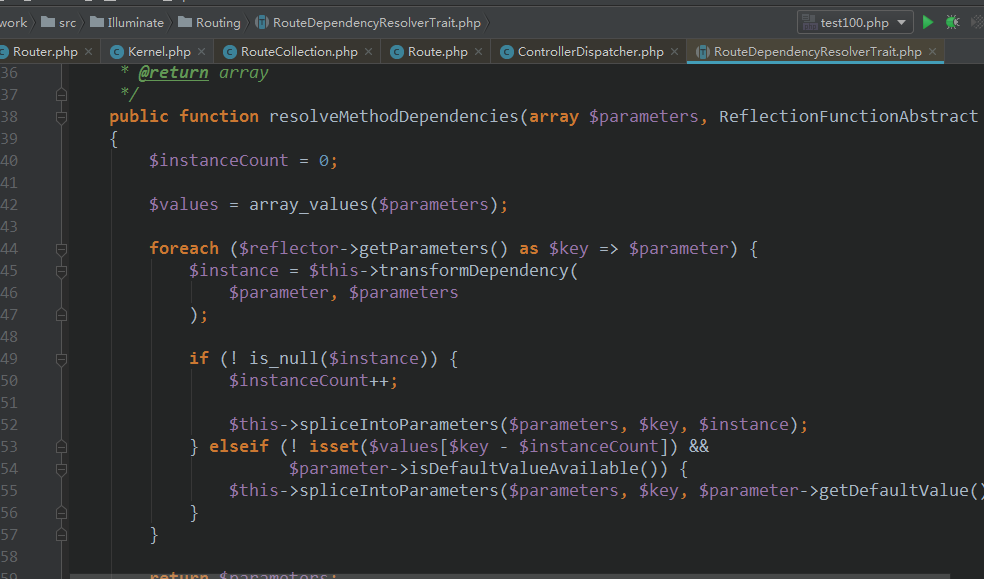 work src Illuminate Routing RouteDependencyResolverTrait.php test100.php
Router.php Kernel.php RouteCollection.php Route.php ControllerDispatcher.php RouteDependencyResolverTrait.php
36 * @return array
37 */
38 public function resolveMethodDependencies(array $parameters, ReflectionFunctionAbstract
39 {
40 $instanceCount = 0;
41
42 $values = array_values($parameters);
43
44 foreach ($reflector->getParameters() as $key => $parameter) {
45 $instance = $this->transformDependency(
46 $parameter, $parameters
47 );
48
49 if (! is_null($instance)) {
50 $instanceCount++;
51
52 $this->spliceIntoParameters($parameters, $key, $instance);
53 } elseif (! isset($values[$key - $instanceCount]) &&
54 $parameter->isDefaultValueAvailable()) {
55 $this->spliceIntoParameters($parameters, $key, $parameter->getDefaultValue()
56 }
57 }
58
59 return $parameters;